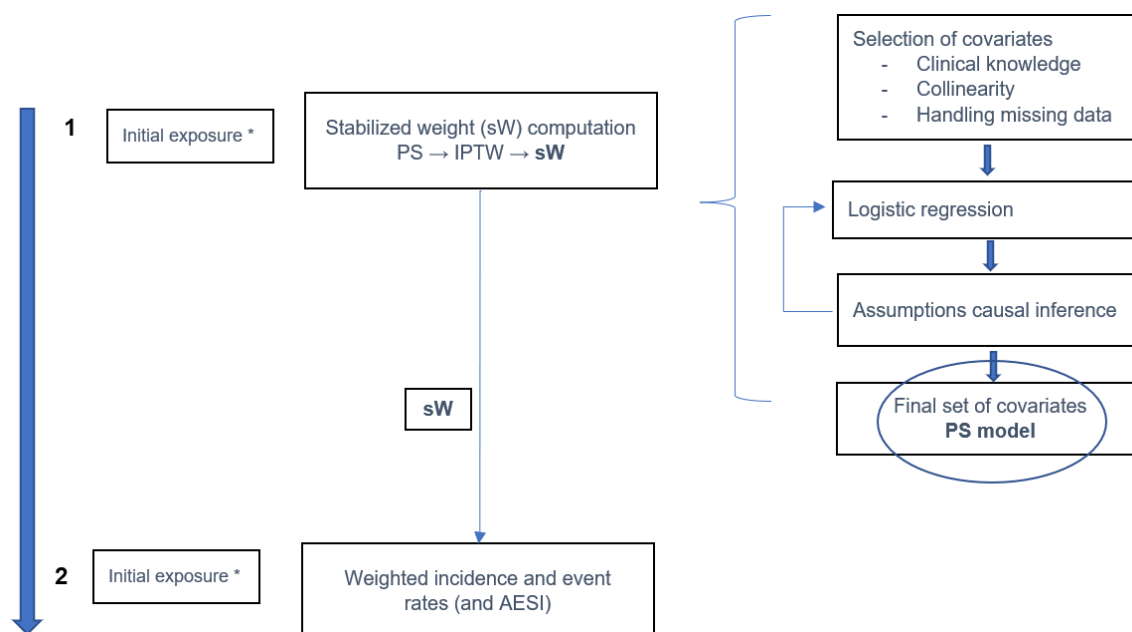 1
Initial exposure *
Stabilized weight (sW) computation
PS → IPTW → sW
Selection of covariates
- Clinical knowledge
- Collinearity
- Handling missing data
Logistic regression
Assumptions causal inference
Final set of covariates
PS model
sW
2
Initial exposure *
Weighted incidence and event
rates (and AESI)